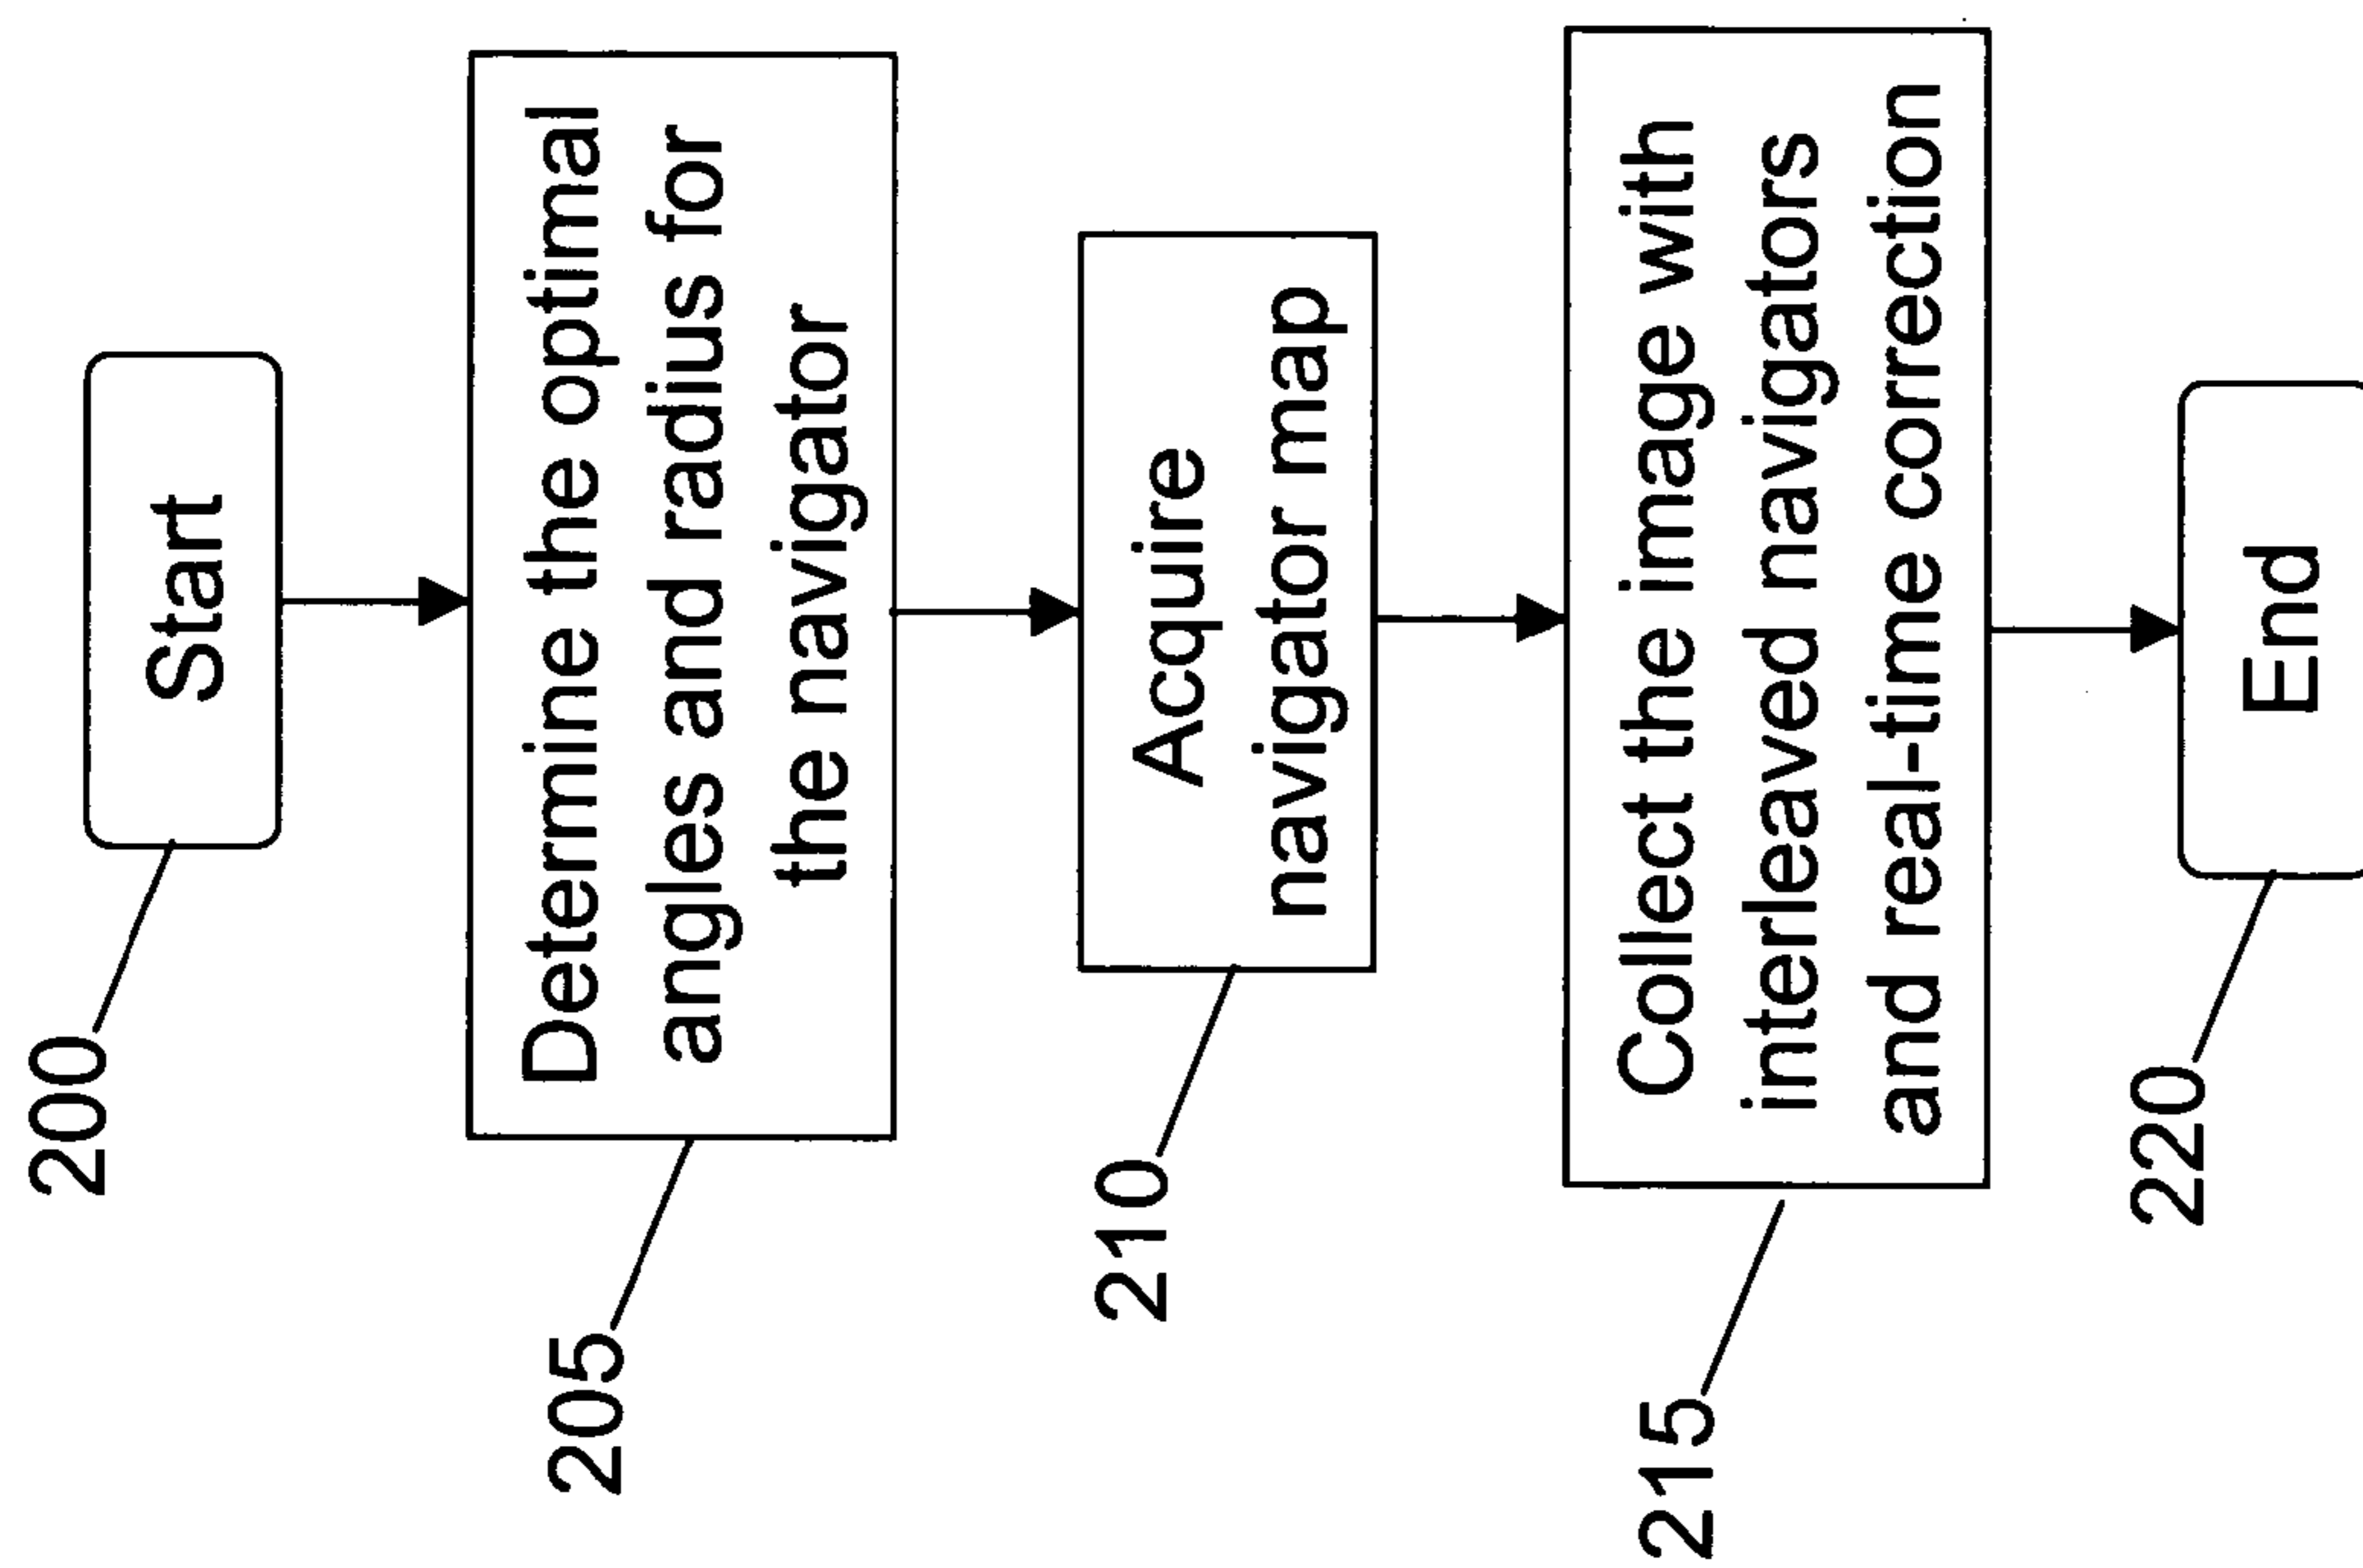 200
Start
205
Determine the optimal
angles and radius for
the navigator
210
Acquire
navigator map
215
Collect the image with
interleaved navigators
and real-time correction
220
End